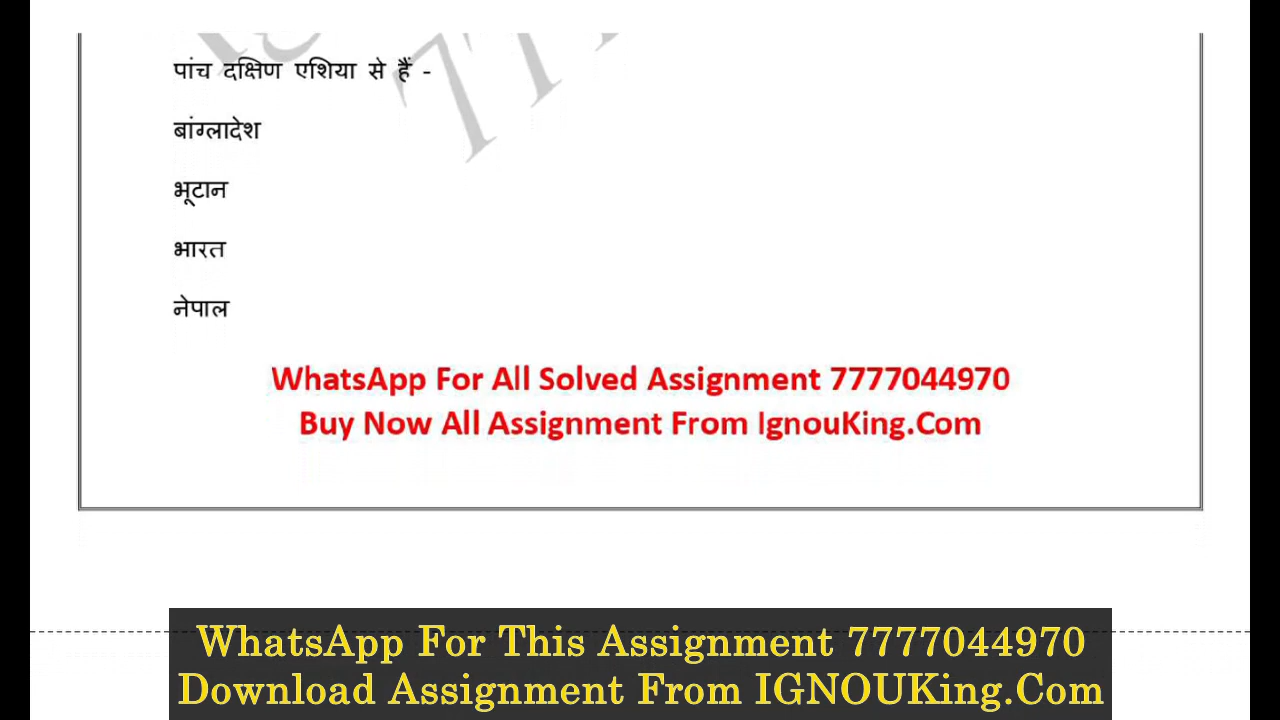 पांच दक्षिण एशिया से हैं -
बांग्लादेश
भूटान
भारत
नेपाल
WhatsApp For All Solved Assignment 7777044970
Buy Now All Assignment From IgnouKing.Com
WhatsApp For This Assignment 7777044970
Download Assignment From IGNOUKing.Com